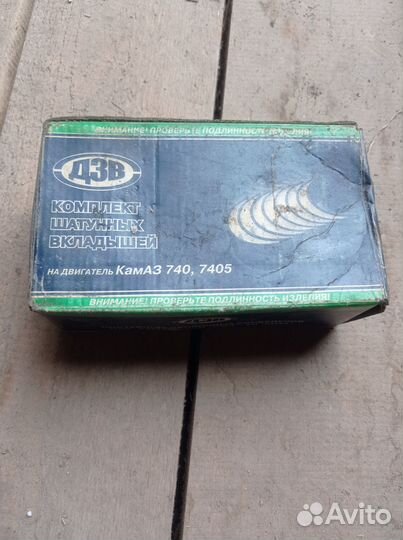 ВНИМАНИЕ! ПРОВЕРЬТЕ ПОДЛИННОСТЬ ИЗДЕЛИЯ!
ДЗВ
КОМПЛЕКТ
ШАТУННЫХ
ВКЛАДЫШЕЙ
НА ДВИГАТЕЛЬ КамАЗ 740, 7405
ВНИМАНИЕ! ПРОВЕРЬТЕ ПОДЛИННОСТЬ ИЗДЕЛИЯ!
Avito